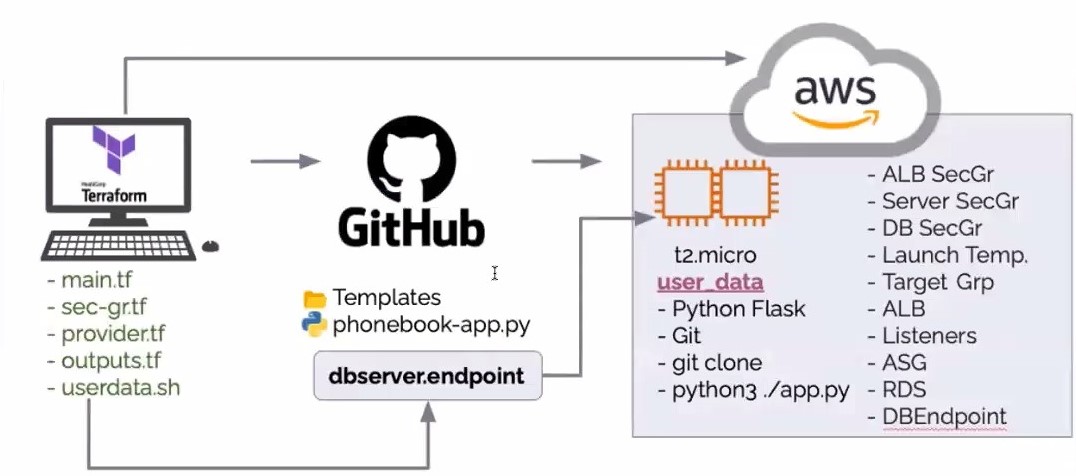 aws
HashiCorp
Terraform
- main.tf
- sec-gr.tf
- provider.tf
- outputs.tf
- userdata.sh
GitHub
Templates
phonebook-app.py
dbserver.endpoint
t2.micro
user_data
- Python Flask
- Git
- git clone
- python3 ./app.py
- ALB SecGr
- Server SecGr
- DB SecGr
- Launch Temp.
- Target Grp
- ALB
- Listeners
- ASG
- RDS
- DBEndpoint